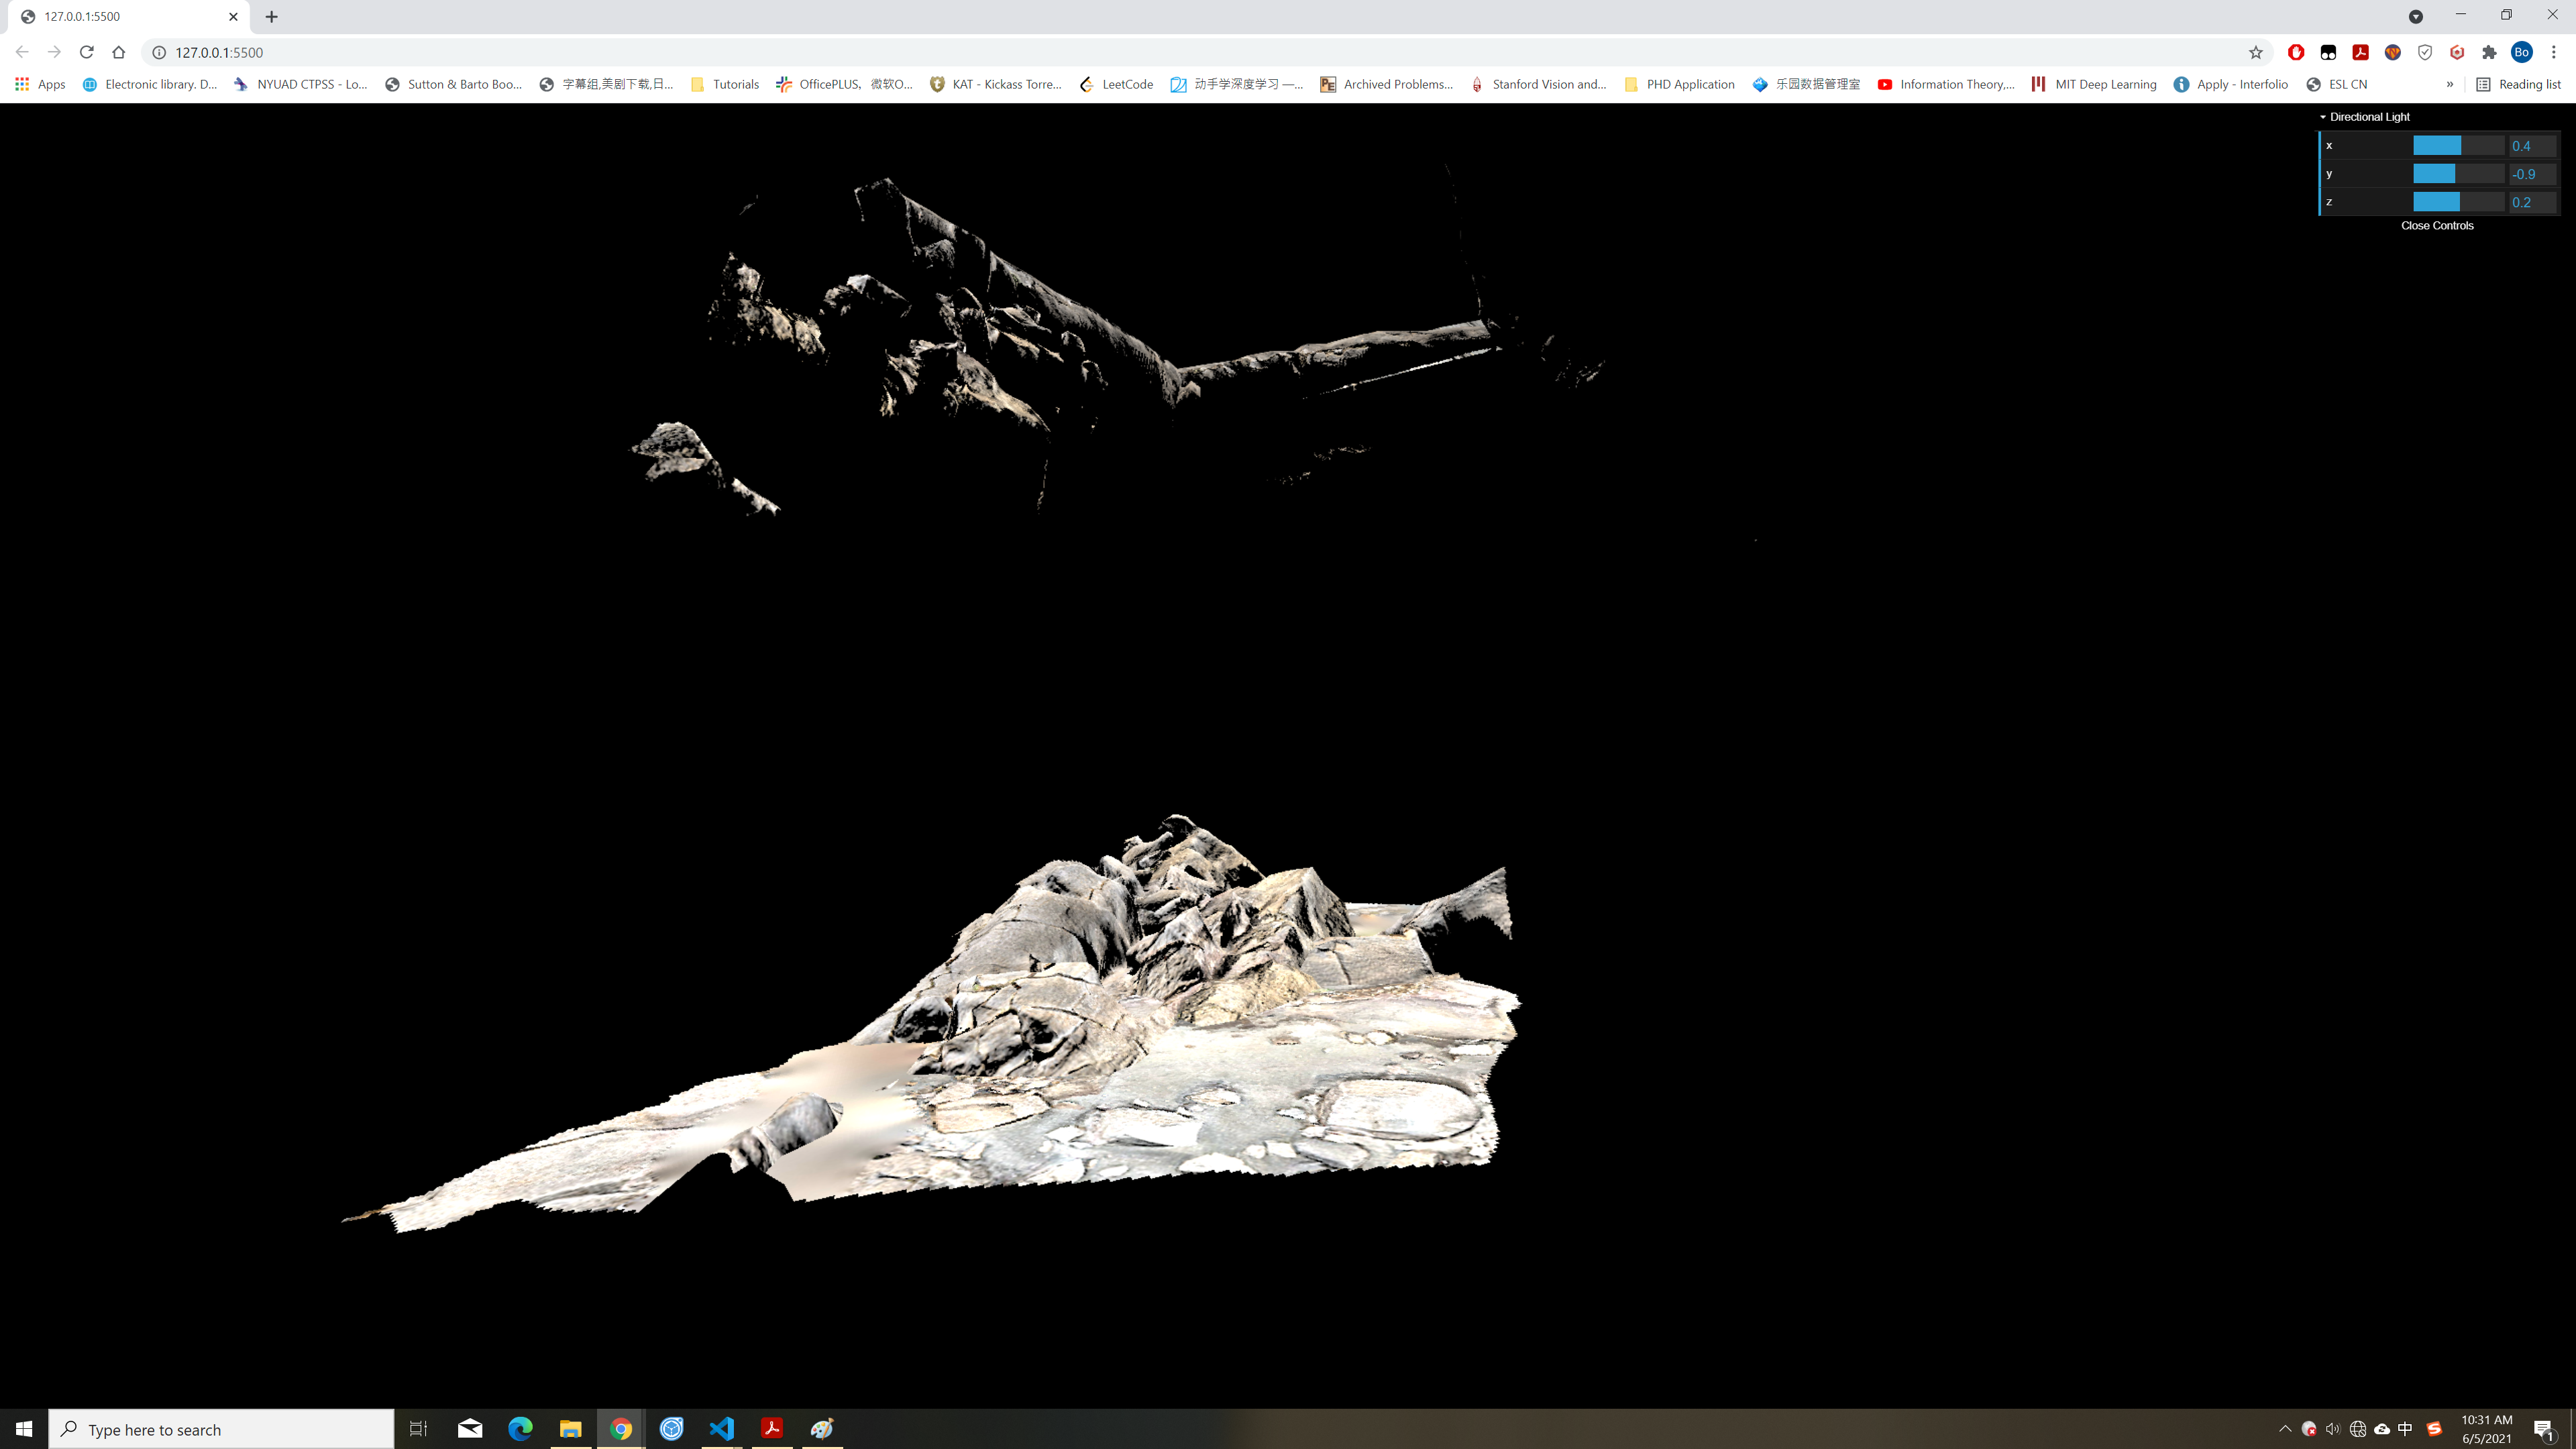 127.0.0.1:5500
127.0.0.1:5500
Bo
Apps
Electronic library. D...
NYUAD CTPSS - Lo...
Sutton & Barto Boo...
字幕组,美剧下载,日...
Tutorials
OfficePLUS, 微软O...
KAT - Kickass Torre...
LeetCode
动手学深度学习 —...
Archived Problems...
Stanford Vision and...
PHD Application
乐园数据管理室
Information Theory,...
MIT Deep Learning
Apply - Interfolio
ESL CN
»
Reading list
Directional Light
x 0.4
y -0.9
z 0.2
Close Controls
Type here to search
中
10:31 AM
6/5/2021
1